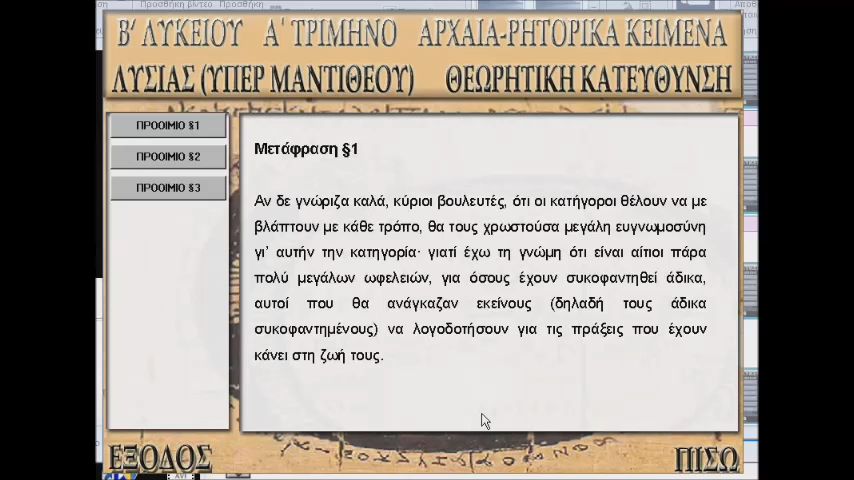 Προσθήκη βίντεο Προσθήκη
Β' ΛΥΚΕΙΟΥ Α' ΤΡΙΜΗΝΟ ΑΡΧΑΙΑ-ΡΗΤΟΡΙΚΑ ΚΕΙΜΕΝΑ
ΛΥΣΙΑΣ (ΥΠΕΡ ΜΑΝΤΙΘΕΟΥ) ΘΕΩΡΗΤΙΚΗ ΚΑΤΕΥΘΥΝΣΗ
ΠΡΟΟΙΜΙΟ §1
ΠΡΟΟΙΜΙΟ §2
ΠΡΟΟΙΜΙΟ §3
Μετάφραση §1
Αν δε γνώριζα καλά, κύριοι βουλευτές, ότι οι κατήγοροι θέλουν να με
βλάπτουν με κάθε τρόπο, θα τους χρωστούσα μεγάλη ευγνωμοσύνη
γι' αυτήν την κατηγορία· γιατί έχω τη γνώμη ότι είναι αίτιοι πάρα
πολύ μεγάλων ωφελειών, για όσους έχουν συκοφαντηθεί άδικα,
αυτοί που θα ανάγκαζαν εκείνους (δηλαδή τους άδικα
συκοφαντημένους) να λογοδοτήσουν για τις πράξεις που έχουν
κάνει στη ζωή τους.
ΕΞΟΔΟΣ
ΠΙΣΩ